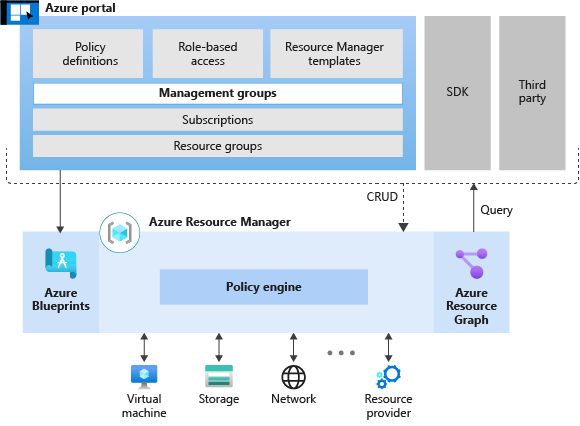 Azure portal
Policy
definitions
Role-based
access
Resource Manager
templates
Management groups
Subscriptions
Resource groups
SDK
Third
party
CRUD
Query
Azure Resource Manager
Azure
Blueprints
Policy engine
Azure
Resource
Graph
Virtual
machine
Storage
Network
Resource
provider